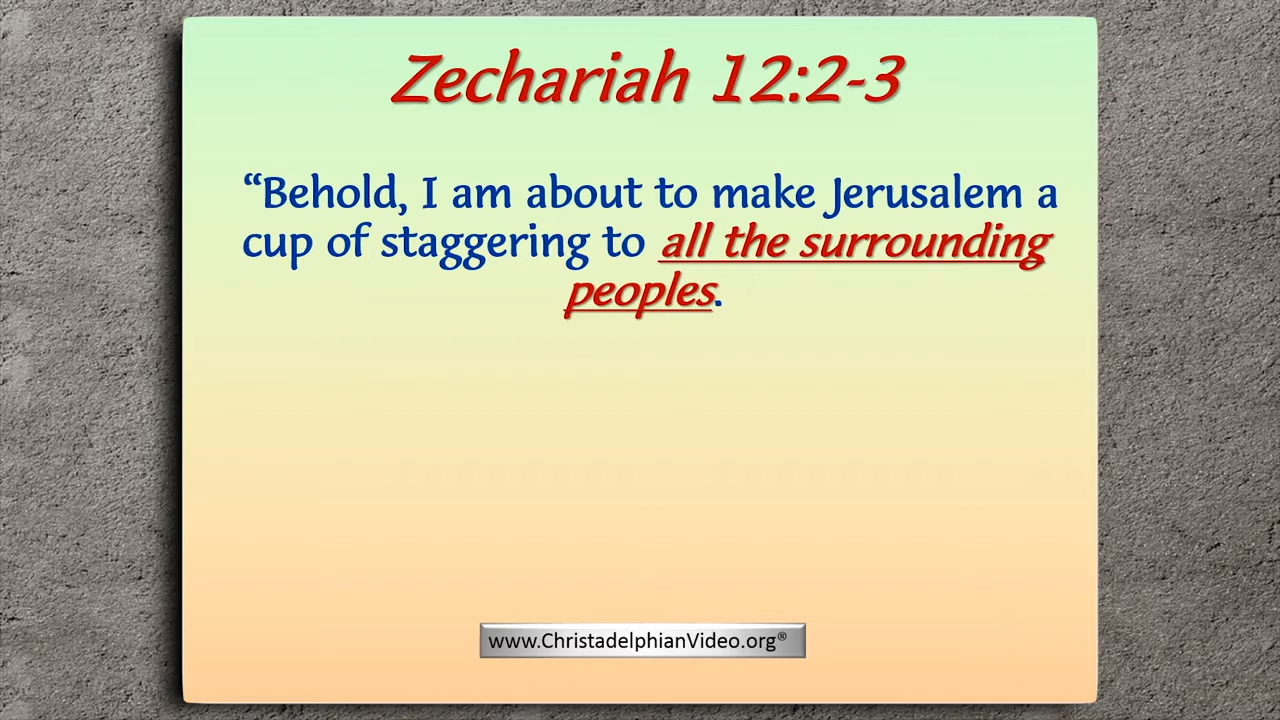 Zechariah 12:2-3
“Behold, I am about to make Jerusalem a
cup of staggering to all the surrounding
peoples.
www.ChristadelphianVideo.org®